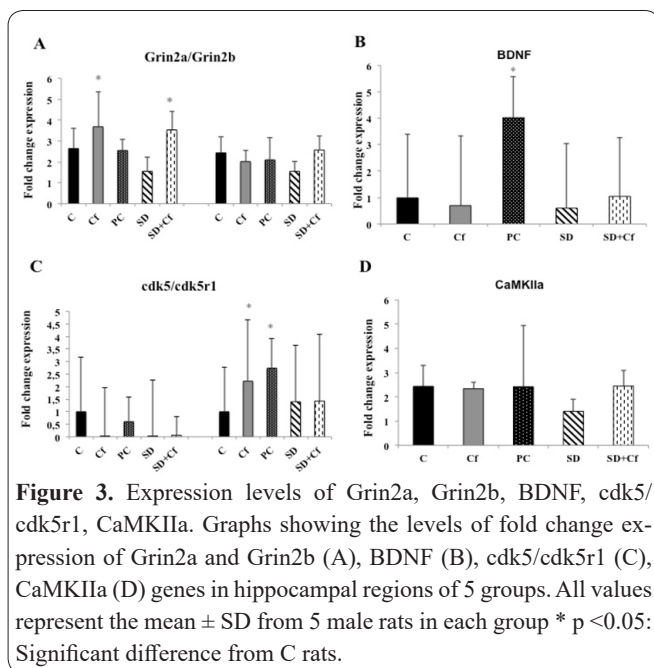 A
Grin2a/Grin2b
Fold change expression
6
5
4
3
2
1
0
*
*
C
Cf
PC
SD
SD+Cf
C
Cf
PC
SD
SD+Cf
B
BDNF
Fold change expression
6
5
4
3
2
1
0
*
C
Cf
PC
SD
SD+Cf
C
cdk5/cdk5r1
Fold change expression
5
4,5
4
3,5
3
2,5
2
1,5
1
0,5
0
*
*
C
Cf
PC
SD
SD+Cf
C
Cf
PC
SD
SD+Cf
D
CaMKIIa
Fold change expression
6
5
4
3
2
1
0
C
Cf
PC
SD
SD+Cf
Figure 3. Expression levels of Grin2a, Grin2b, BDNF, cdk5/
cdk5r1, CaMKIIa. Graphs showing the levels of fold change ex-
pression of Grin2a and Grin2b (A), BDNF (B), cdk5/cdk5r1 (C),
CaMKIIa (D) genes in hippocampal regions of 5 groups. All values
represent the mean ± SD from 5 male rats in each group * p <0.05:
Significant difference from C rats.